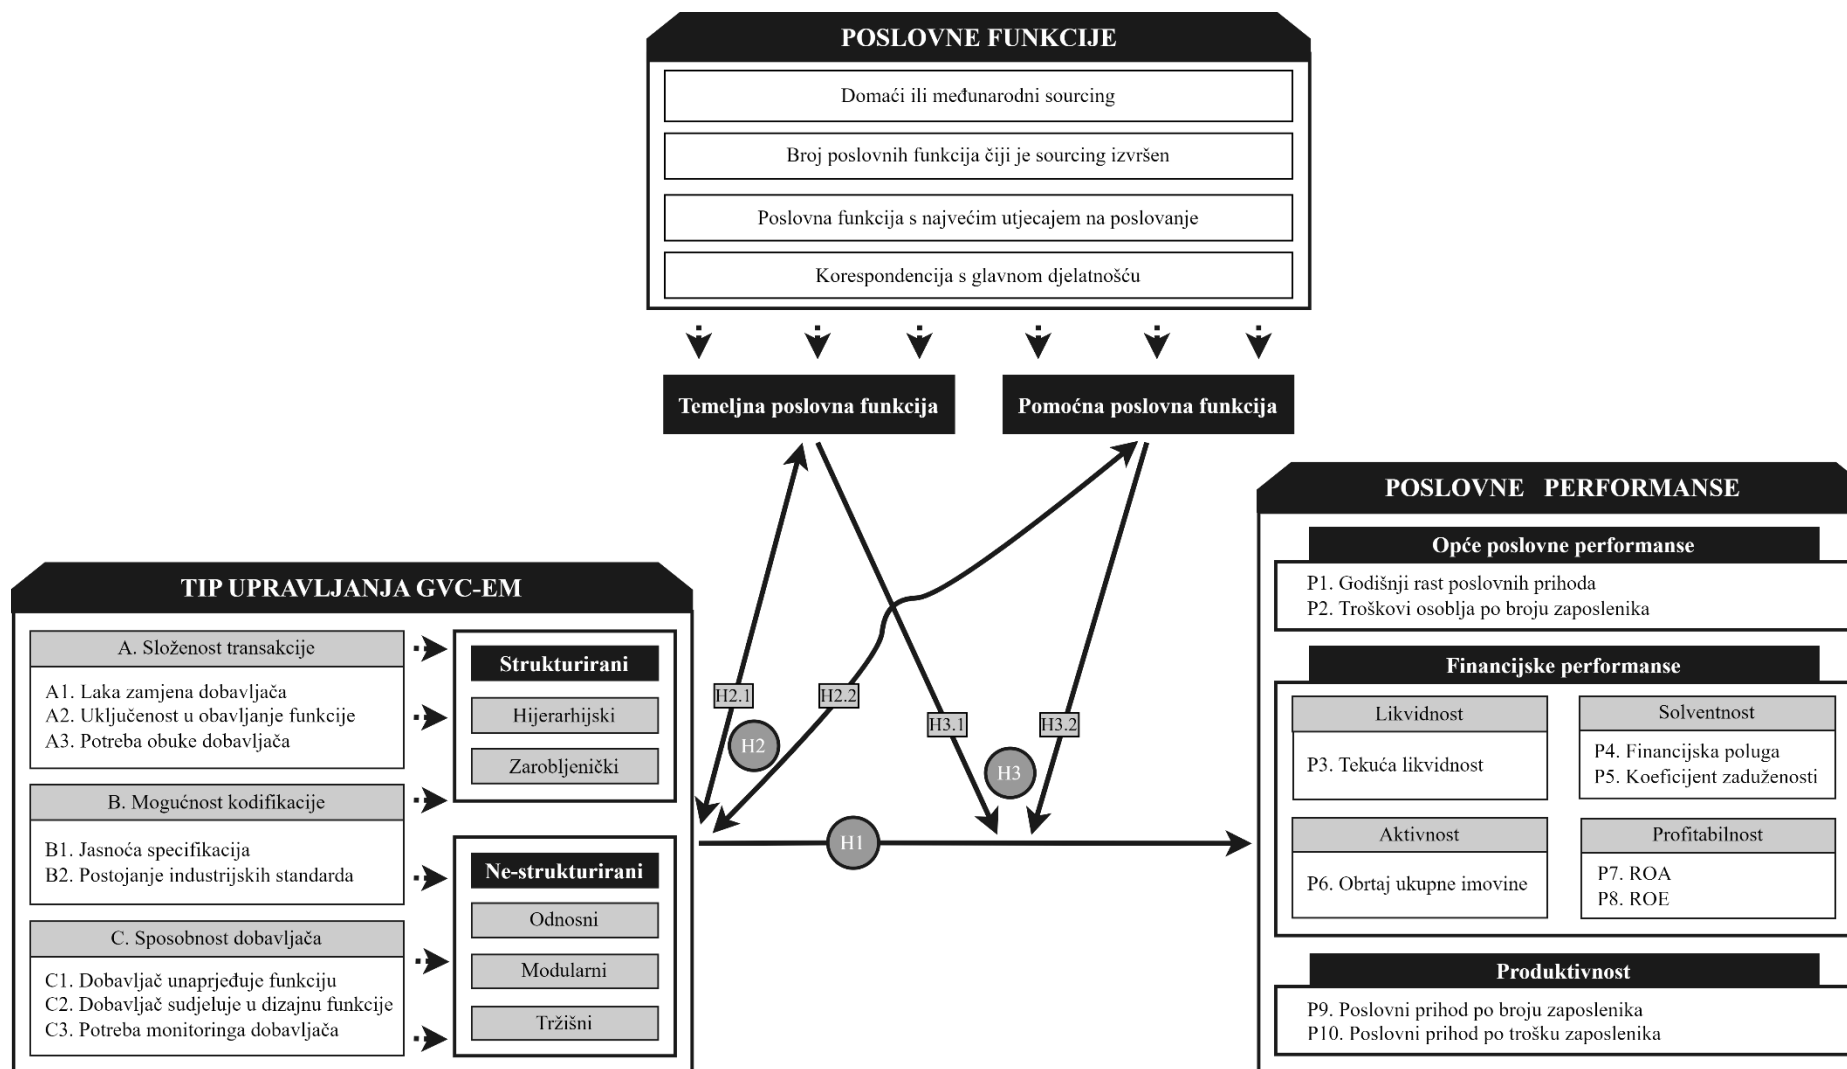 POSLOVNE FUNKCIJE
Domaći ili međunarodni sourcing
Broj poslovnih funkcija čiji je sourcing izvršen
Poslovna funkcija s najvećim utjecajem na poslovanje
Korespondencija s glavnom djelatnošću
Temeljna poslovna funkcija
Pomoćna poslovna funkcija
TIP UPRAVLJANJA GVC-EM
A. Složenost transakcije
A1. Laka zamjena dobavljača
A2. Uključenost u obavljanje funkcije
A3. Potreba obuke dobavljača
B. Mogućnost kodifikacije
B1. Jasnoća specifikacija
B2. Postojanje industrijskih standarda
C. Sposobnost dobavljača
C1. Dobavljač unaprjeđuje funkciju
C2. Dobavljač sudjeluje u dizajnu funkcije
C3. Potreba monitoringa dobavljača
Strukturirani
Hijerarhijski
Zarobljenički
Ne-strukturirani
Odnosni
Modularni
Tržišni
H2.1
H2.2
H2
H3.1
H3.2
H3
H1
POSLOVNE PERFORMANSE
Opće poslovne performanse
P1. Godišnji rast poslovnih prihoda
P2. Troškovi osoblja po broju zaposlenika
Financijske performanse
Likvidnost
P3. Tekuća likvidnost
Solventnost
P4. Financijska poluga
P5. Koeficijent zaduženosti
Aktivnost
P6. Obrtaj ukupne imovine
Profitabilnost
P7. ROA
P8. ROE
Produktivnost
P9. Poslovni prihod po broju zaposlenika
P10. Poslovni prihod po trošku zaposlenika